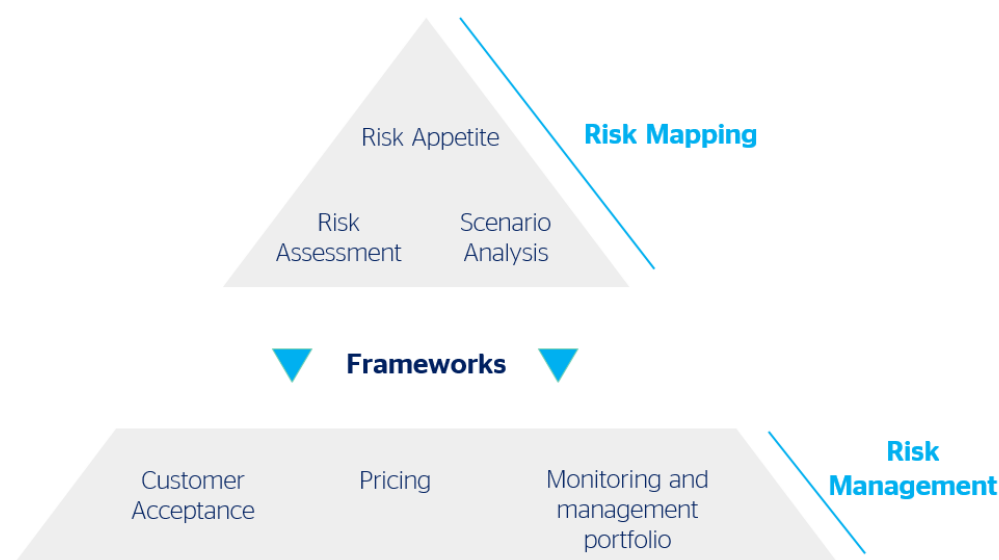 Risk Appetite
Risk Mapping
Risk
Assessment
Scenario
Analysis
Frameworks
Risk
Management
Customer
Acceptance
Pricing
Monitoring and
management
portfolio